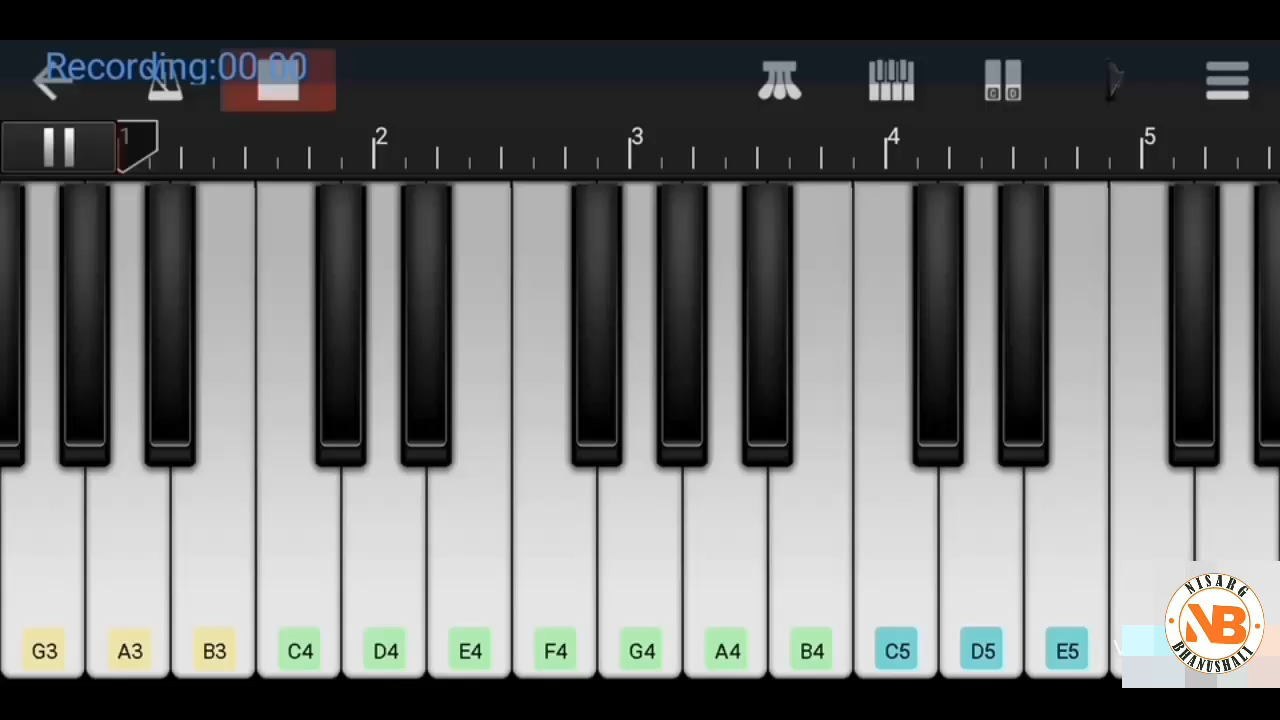 Recording:00:00
1 2 3 4 5
C D
G3 A3 B3 C4 D4 E4 F4 G4 A4 B4 C5 D5 E5
NISARG
NB
BHANUSHALI